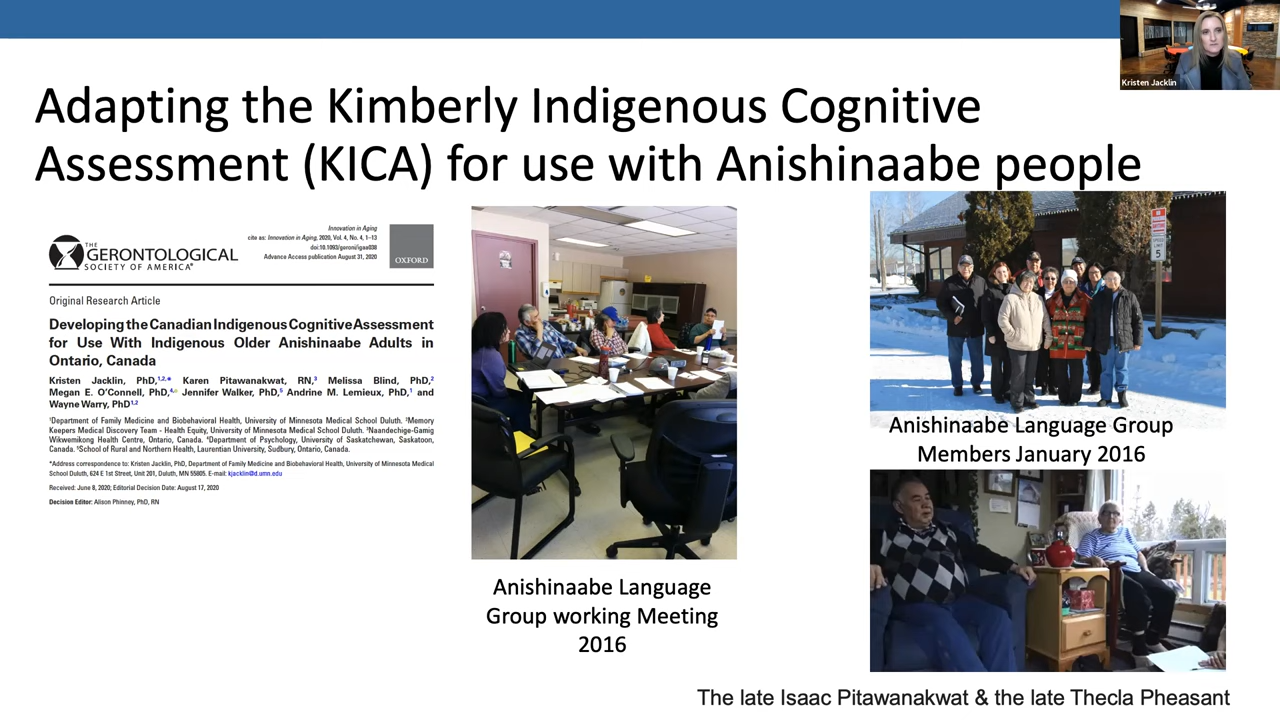 Kristen Jacklin
Adapting the Kimberly Indigenous Cognitive
Assessment (KICA) for use with Anishinaabe people
THE
GERONTOLOGICAL
SOCIETY OF AMERICA®
Innovation in Aging
cite as: Innovation in Aging, 2020, Vol. 4, No. 4, 1–13
doi:10.1093/geroni/igaa038
Advance Access publication August 31, 2020
OXFORD
Original Research Article
Developing the Canadian Indigenous Cognitive Assessment
for Use With Indigenous Older Anishinaabe Adults in
Ontario, Canada
Kristen Jacklin, PhD,1,2,* Karen Pitawanakwat, RN,3 Melissa Blind, PhD,2
Megan E. O’Connell, PhD,4, Jennifer Walker, PhD,5 Andrine M. Lemieux, PhD,1 and
Wayne Warry, PhD1,2
1Department of Family Medicine and Biobehavioral Health, University of Minnesota Medical School Duluth. 2Memory
Keepers Medical Discovery Team - Health Equity, University of Minnesota Medical School Duluth. 3Naandechige-Gamig
Wikwemikong Health Centre, Ontario, Canada. 4Department of Psychology, University of Saskatchewan, Saskatoon,
Canada. 5School of Rural and Northern Health, Laurentian University, Sudbury, Ontario, Canada.
*Address correspondence to: Kristen Jacklin, PhD, Department of Family Medicine and Biobehavioral Health, University of Minnesota Medical
School Duluth, 624 E 1st Street, Unit 201, Duluth, MN 55805. E-mail: kjacklin@d.umn.edu
Received: June 8, 2020; Editorial Decision Date: August 17, 2020
Decision Editor: Alison Phinney, PhD, RN
Anishinaabe Language
Group working Meeting
2016
SPEED
LIMIT
5
Anishinaabe Language Group
Members January 2016
The late Isaac Pitawanakwat & the late Thecla Pheasant